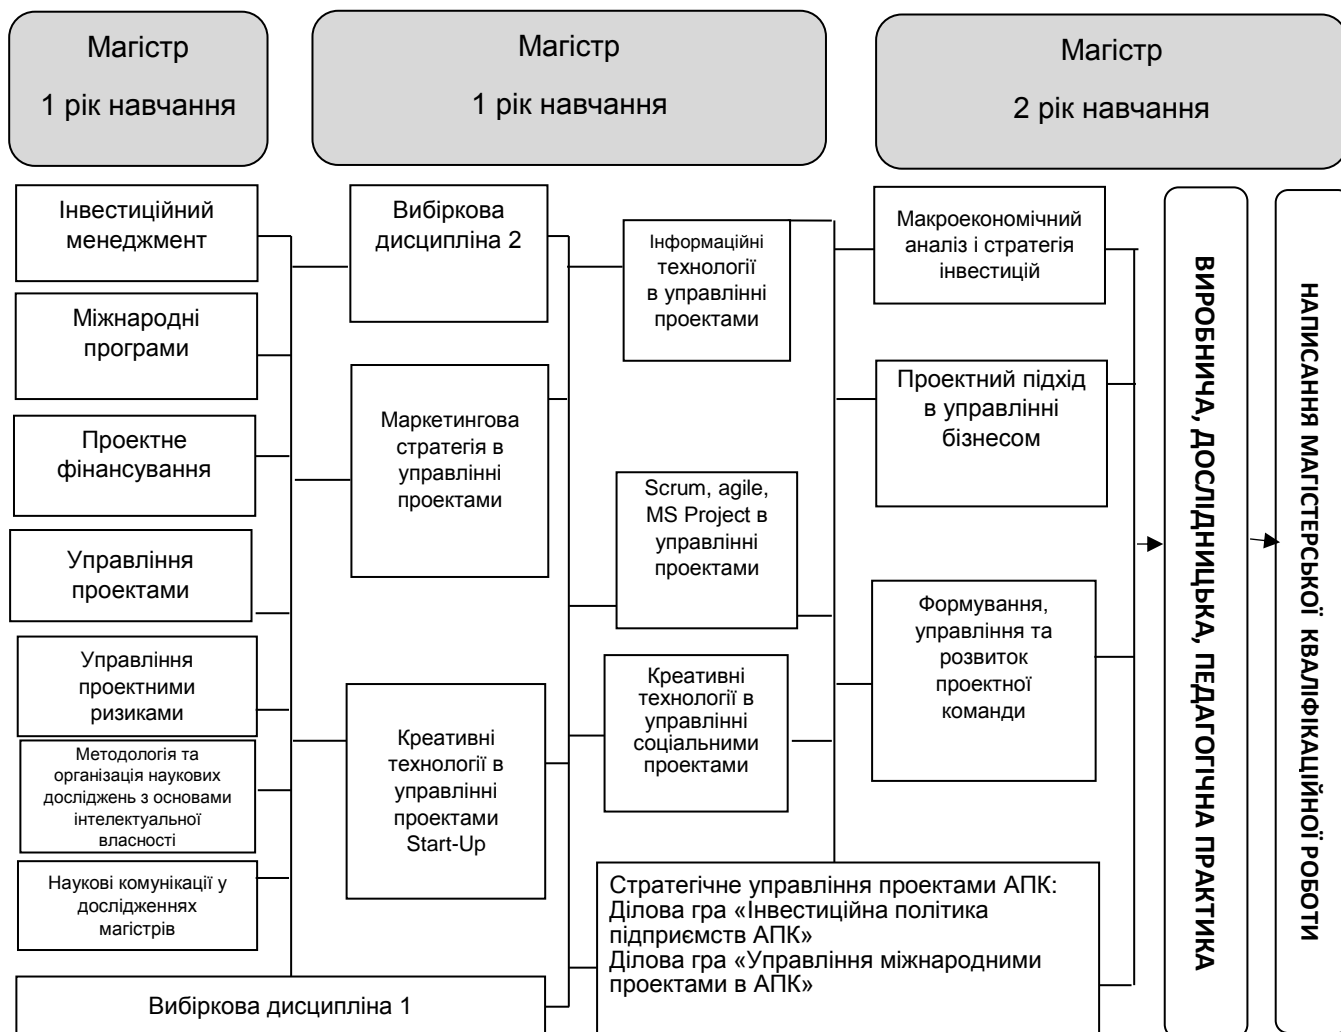 Магістр
1 рік навчання
Магістр
1 рік навчання
Магістр
2 рік навчання
Інвестиційний
менеджмент
Міжнародні
програми
Проектне
фінансування
Управління
проектами
Управління
проектними
ризиками
Методологія та
організація наукових
досліджень з основами
інтелектуальної
власності
Наукові комунікації у
дослідженнях
магістрів
Вибіркова дисципліна 1
Вибіркова
дисципліна 2
Маркетингова
стратегія в
управлінні
проектами
Креативні
технології в
управлінні
проектами
Start-Up
Інформаційні
технології
в управлінні
проектами
Scrum, agile,
MS Project в
управлінні
проектами
Креативні
технології в
управлінні
соціальними
проектами
Стратегічне управління проектами АПК:
Ділова гра «Інвестиційна політика
підприємств АПК»
Ділова гра «Управління міжнародними
проектами в АПК»
Макроекономічний
аналіз і стратегія
інвестицій
Проектний підхід
в управлінні
бізнесом
Формування,
управління та
розвиток
проектної
команди
ВИРОБНИЧА, ДОСЛІДНИЦЬКА, ПЕДАГОГІЧНА ПРАКТИКА
НАПИСАННЯ МАГІСТЕРСЬКОЇ КВАЛІФІКАЦІЙНОЇ РОБОТИ